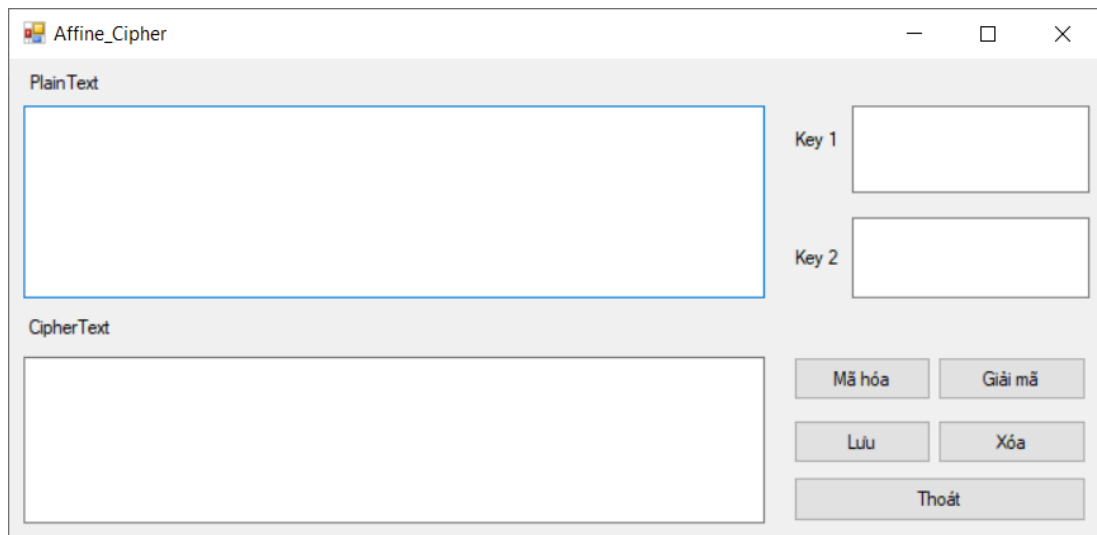 Affine_Cipher
PlainText
Key 1
Key 2
CipherText
Mã hóa
Giải mã
Lưu
Xóa
Thoát